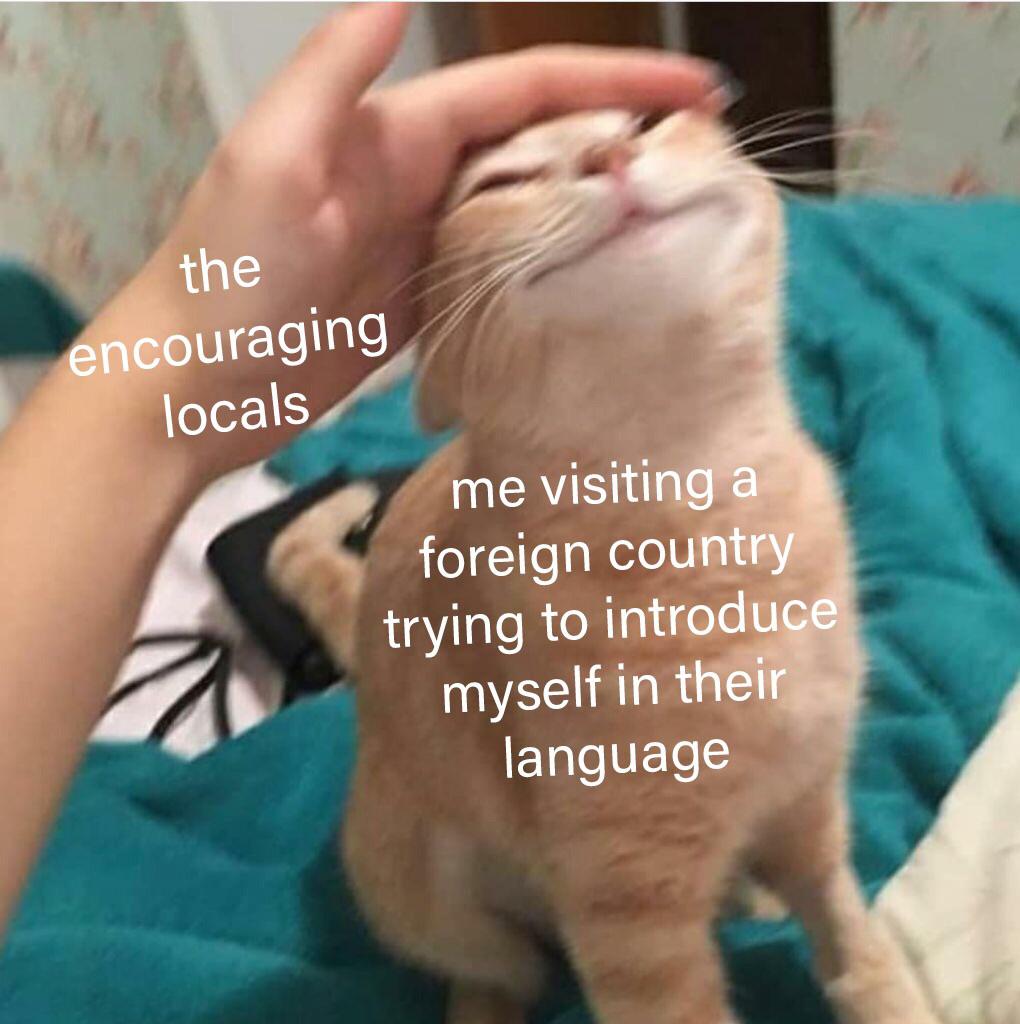 the
encouraging
locals
me visiting a
foreign country
trying to introduce
myself in their
language